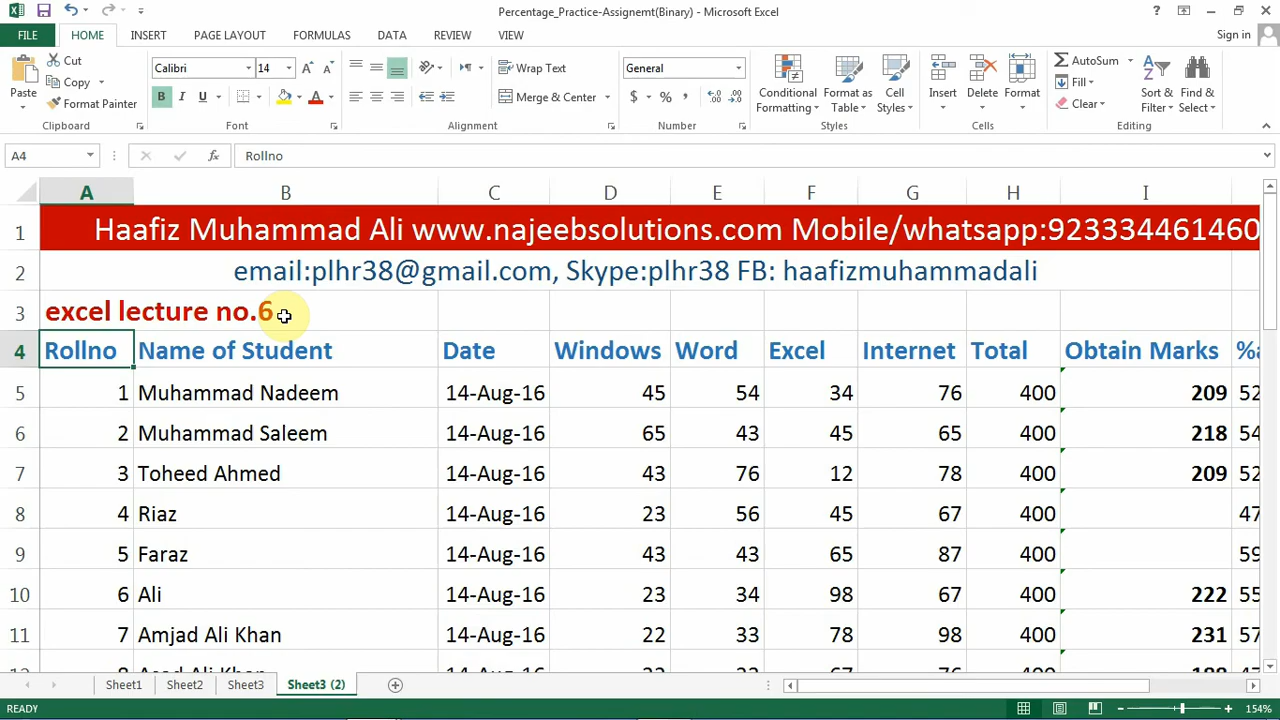 Percentage_Practice-Assignemt(Binary) - Microsoft Excel
Sign in
FILE HOME INSERT PAGE LAYOUT FORMULAS DATA REVIEW VIEW
Paste Cut Copy Format Painter Clipboard
Calibri 14 B I U Font
Wrap Text Merge & Center Alignment
General $ % , Number
Conditional Formatting Format as Table Cell Styles Styles
Insert Delete Format Cells
AutoSum Fill Clear Sort & Filter Find & Select Editing
A4 fx Rollno
A B C D E F G H I
1 Haafiz Muhammad Ali www.najeebsolutions.com Mobile/whatsapp:923334461460
2 email:plhr38@gmail.com, Skype:plhr38 FB: haafizmuhammadali
3 excel lecture no.6
4 Rollno Name of Student Date Windows Word Excel Internet Total Obtain Marks
5 1 Muhammad Nadeem 14-Aug-16 45 54 34 76 400 209 52
6 2 Muhammad Saleem 14-Aug-16 65 43 45 65 400 218 54
7 3 Toheed Ahmed 14-Aug-16 43 76 12 78 400 209 52
8 4 Riaz 14-Aug-16 23 56 45 67 400 47
9 5 Faraz 14-Aug-16 43 43 65 87 400 59
10 6 Ali 14-Aug-16 23 34 98 67 400 222 55
11 7 Amjad Ali Khan 14-Aug-16 22 33 78 98 400 231 57
Sheet1 Sheet2 Sheet3 Sheet3 (2)
READY 154%